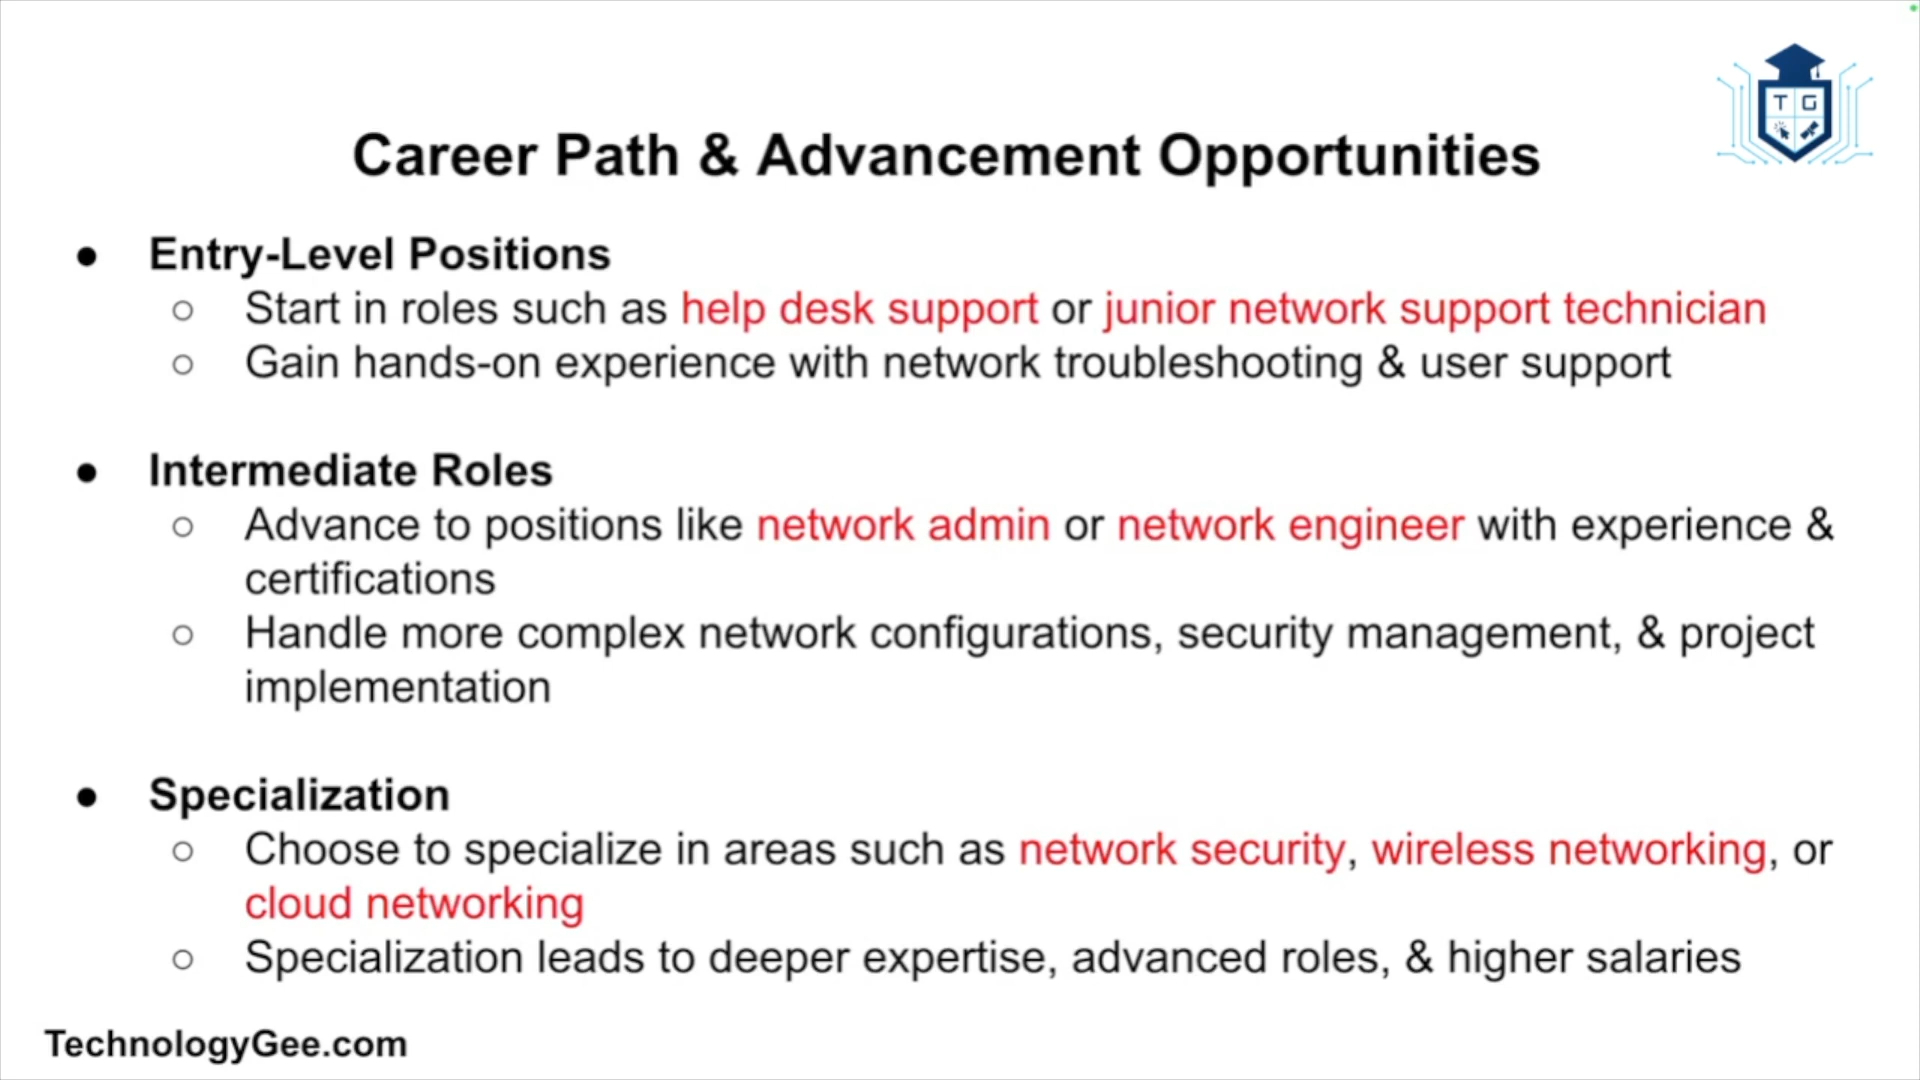 T G
Career Path & Advancement Opportunities
● Entry-Level Positions
○ Start in roles such as help desk support or junior network support technician
○ Gain hands-on experience with network troubleshooting & user support
● Intermediate Roles
○ Advance to positions like network admin or network engineer with experience &
certifications
○ Handle more complex network configurations, security management, & project
implementation
● Specialization
○ Choose to specialize in areas such as network security, wireless networking, or
cloud networking
○ Specialization leads to deeper expertise, advanced roles, & higher salaries
TechnologyGee.com